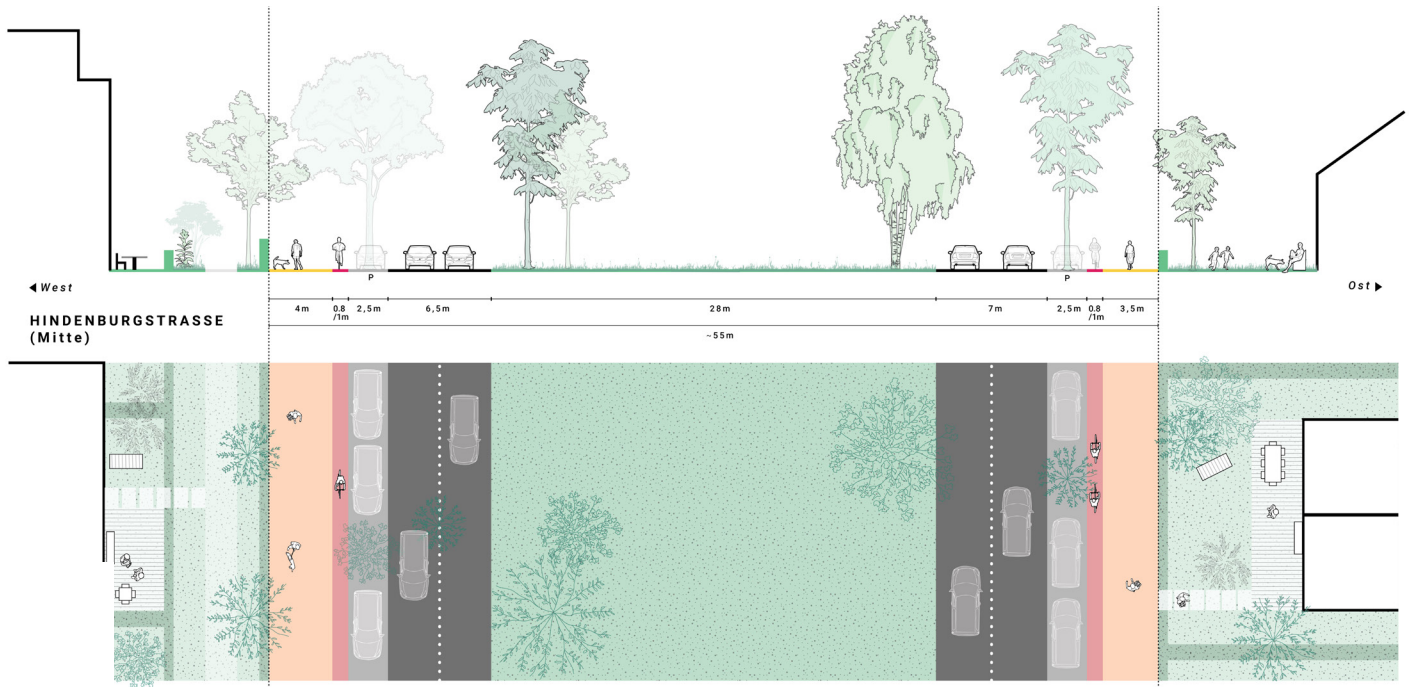 P
P
◀ West
Ost ▶
4m
0.8
/1m
2,5m
6,5m
28m
7m
2,5m
0.8
/1m
3,5m
HINDENBURGSTRASSE
(Mitte)
~55m